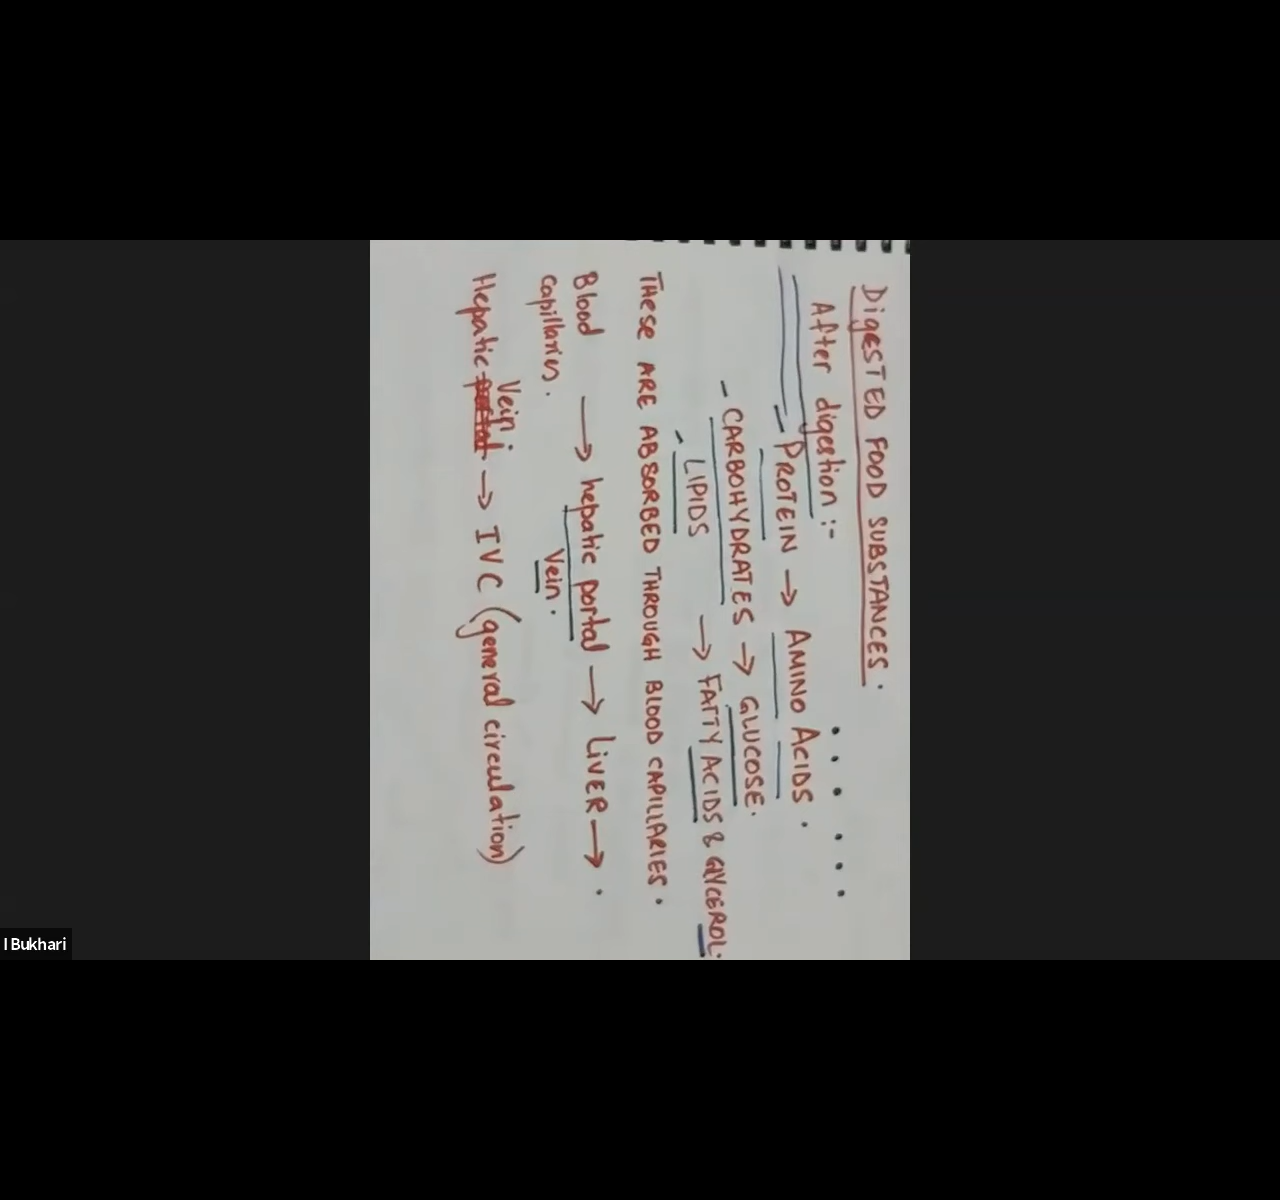 DigESTED FOOD SUBSTANCES.
After digestion :-
- PROTEIN → AMINO ACIDS.
- CARBOHYDRATES → GLUCOSE.
- LIPIDS → FATTY ACIDS & GLYCEROL.
THESE ARE ABSORBED THROUGH BLOOD CAPILLARIES.
Blood capillaries. → hepatic portal Vein. → LIVER → .
Hepatic portal Vein. → IVC (general circulation)
I Bukhari